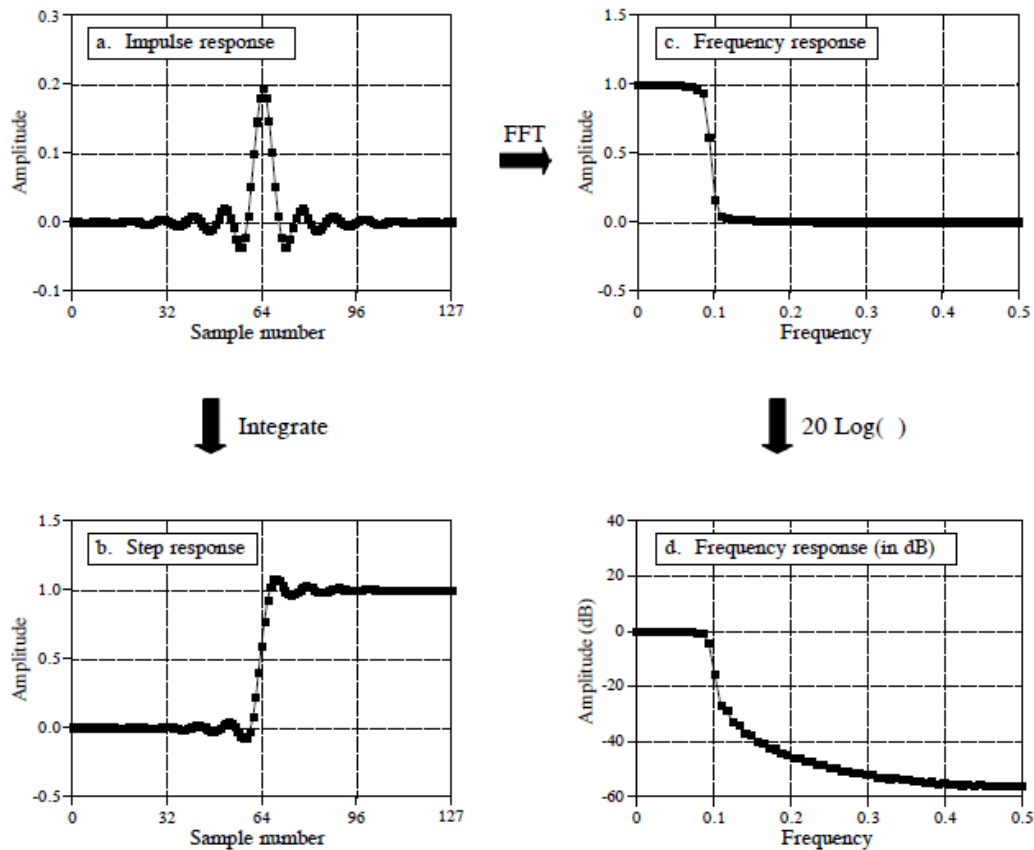 a. Impulse response
0.3
0.2
0.1
0.0
-0.1
Amplitude
0
32
64
96
127
Sample number
FFT
c. Frequency response
1.5
1.0
0.5
0.0
-0.5
Amplitude
0
0.1
0.2
0.3
0.4
0.5
Frequency
Integrate
20 Log( )
b. Step response
1.5
1.0
0.5
0.0
-0.5
Amplitude
0
32
64
96
127
Sample number
d. Frequency response (in dB)
40
20
0
-20
-40
-60
Amplitude (dB)
0
0.1
0.2
0.3
0.4
0.5
Frequency